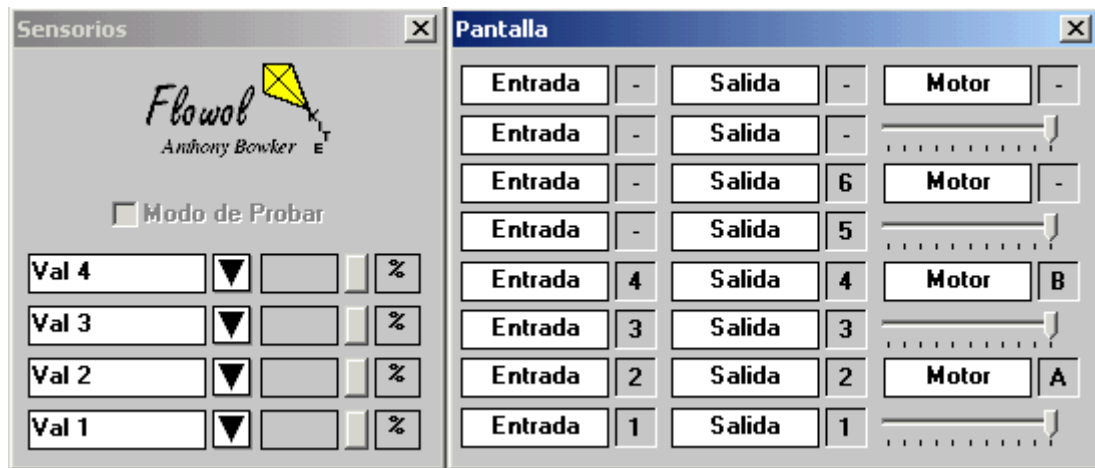 Sensorios
Flowol
KITE
Anthony Bowker
Modo de Probar
Val 4 %
Val 3 %
Val 2 %
Val 1 %
Pantalla
Entrada - Salida - Motor -
Entrada - Salida -
Entrada - Salida 6 Motor -
Entrada - Salida 5
Entrada 4 Salida 4 Motor B
Entrada 3 Salida 3
Entrada 2 Salida 2 Motor A
Entrada 1 Salida 1